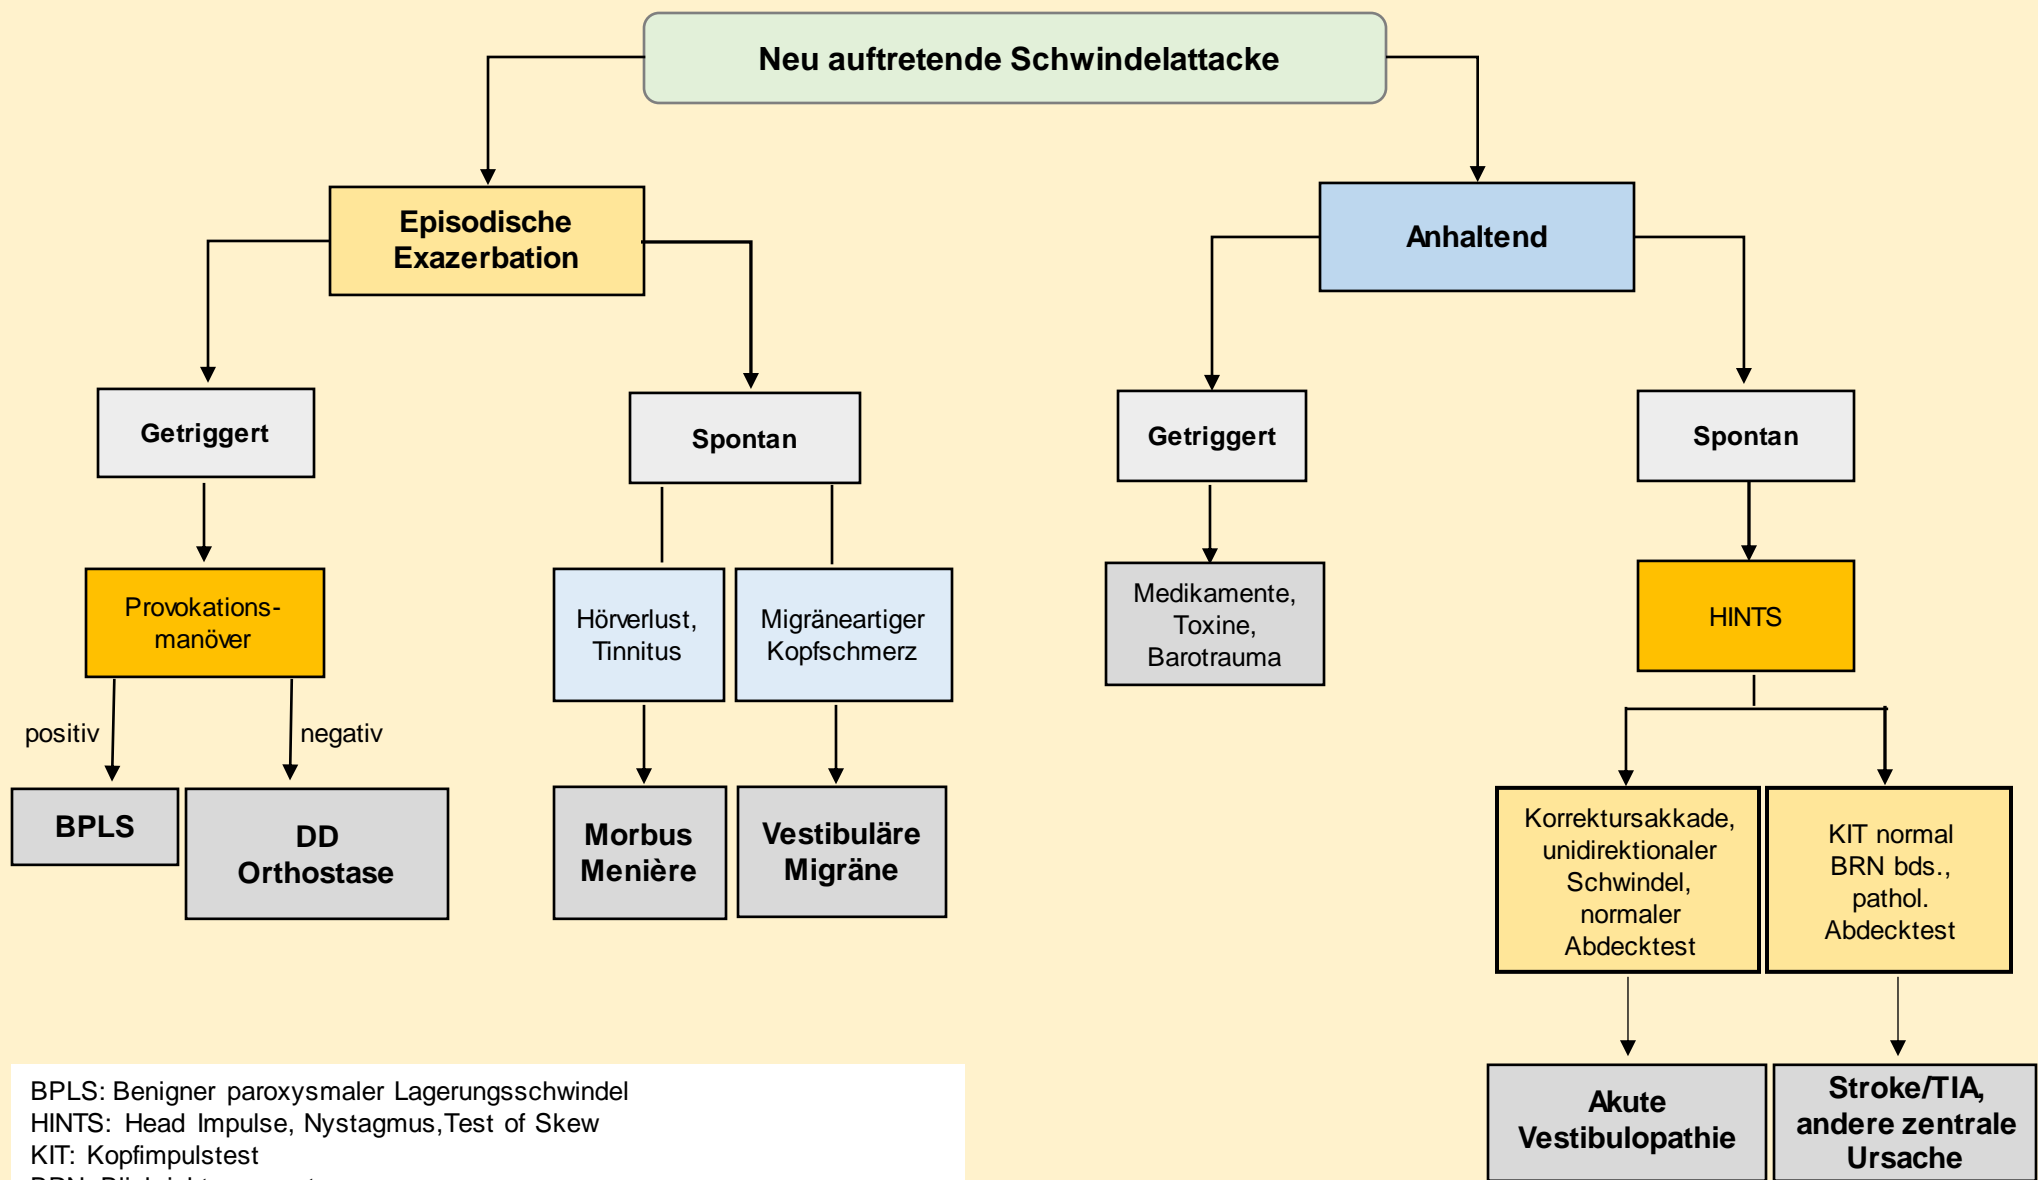 Neu auftretende Schwindelattacke
Episodische
Exazerbation
Anhaltend
Getriggert
Spontan
Getriggert
Spontan
Provokations-
manöver
Hörverlust,
Tinnitus
Migräneartiger
Kopfschmerz
Medikamente,
Toxine,
Barotrauma
HINTS
positiv
negativ
BPLS
DD
Orthostase
Morbus
Menière
Vestibuläre
Migräne
Korrektursakkade,
unidirektionaler
Schwindel,
normaler
Abdecktest
KIT normal
BRN bds.,
pathol.
Abdecktest
Akute
Vestibulopathie
Stroke/TIA,
andere zentrale
Ursache
BPLS: Benigner paroxysmaler Lagerungsschwindel
HINTS: Head Impulse, Nystagmus,Test of Skew
KIT: Kopfimpulstest